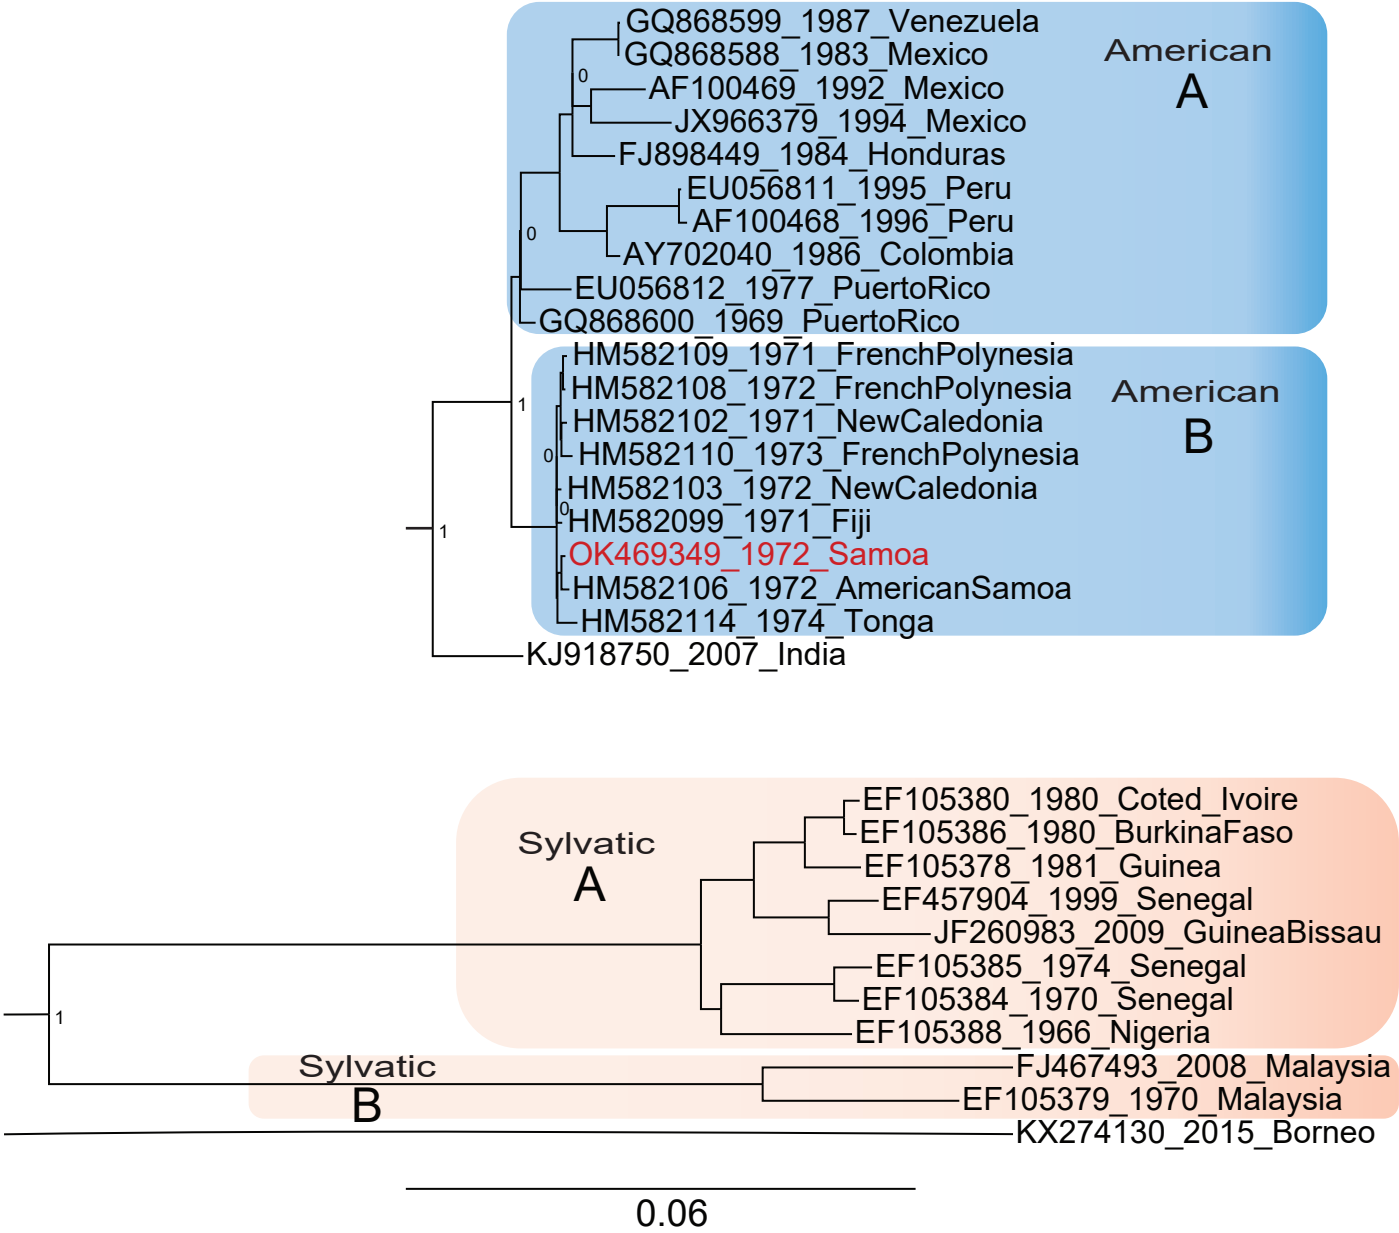 GQ868599_1987_Venezuela
GQ868588_1983_Mexico
American
A
0
AF100469_1992_Mexico
JX966379_1994_Mexico
FJ898449_1984_Honduras
EU056811_1995_Peru
AF100468_1996_Peru
0
AY702040_1986_Colombia
EU056812_1977_PuertoRico
GQ868600_1969_PuertoRico
HM582109_1971_FrenchPolynesia
HM582108_1972_FrenchPolynesia
American
B
1
HM582102_1971_NewCaledonia
0
HM582110_1973_FrenchPolynesia
HM582103_1972_NewCaledonia
0
HM582099_1971_Fiji
1
OK469349_1972_Samoa
HM582106_1972_AmericanSamoa
HM582114_1974_Tonga
KJ918750_2007_India
EF105380_1980_Coted_Ivoire
EF105386_1980_BurkinaFaso
Sylvatic
A
EF105378_1981_Guinea
EF457904_1999_Senegal
JF260983_2009_GuineaBissau
EF105385_1974_Senegal
EF105384_1970_Senegal
1
EF105388_1966_Nigeria
Sylvatic
B
FJ467493_2008_Malaysia
EF105379_1970_Malaysia
KX274130_2015_Borneo
0.06